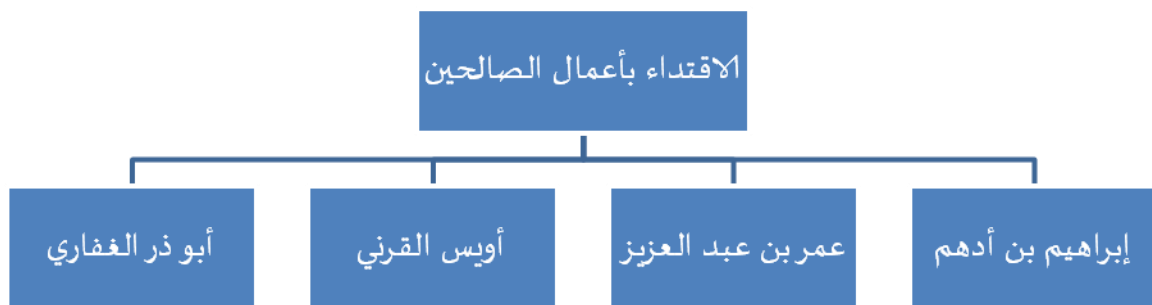 الاقتداء بأعمال الصالحين
إبراهيم بن أدهم
عمر بن عبد العزيز
أويس القرني
أبو ذر الغفاري